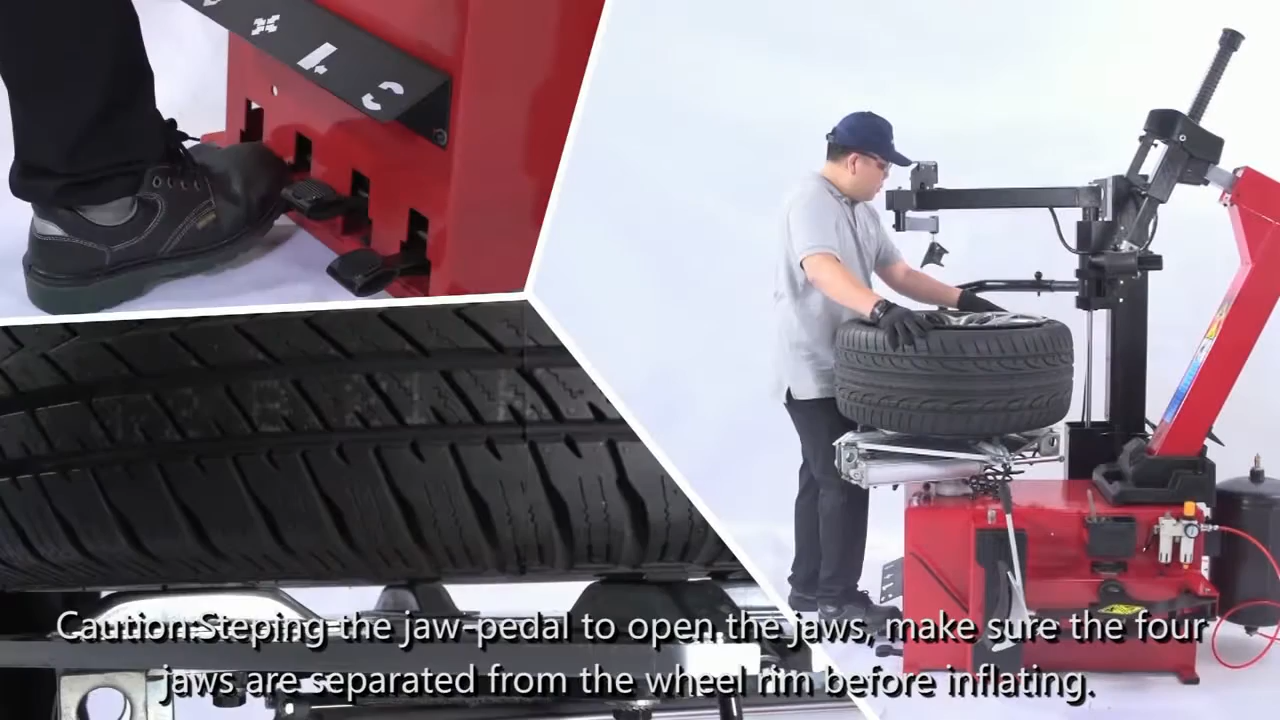 Caution:Steping the jaw-pedal to open the jaws, make sure the four
jaws are separated from the wheel rim before inflating.